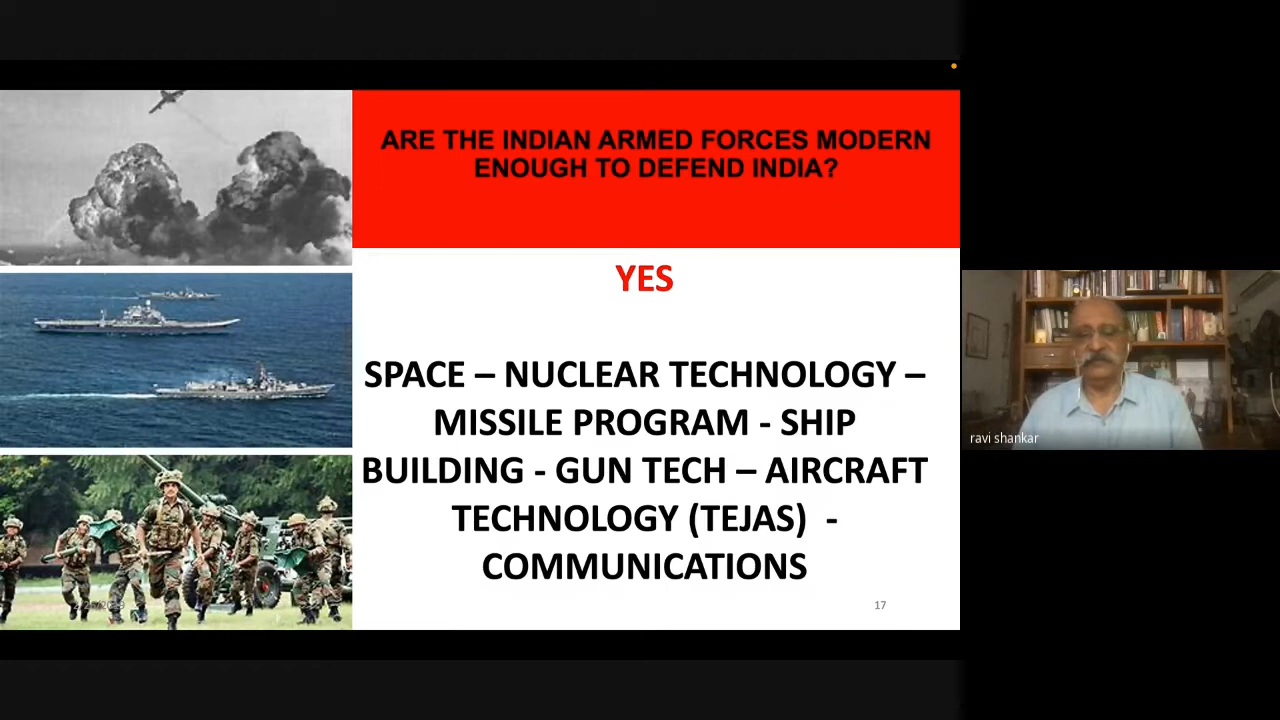 ARE THE INDIAN ARMED FORCES MODERN
ENOUGH TO DEFEND INDIA?
YES
SPACE – NUCLEAR TECHNOLOGY –
MISSILE PROGRAM - SHIP
BUILDING - GUN TECH – AIRCRAFT
TECHNOLOGY (TEJAS) -
COMMUNICATIONS
17
ravi shankar